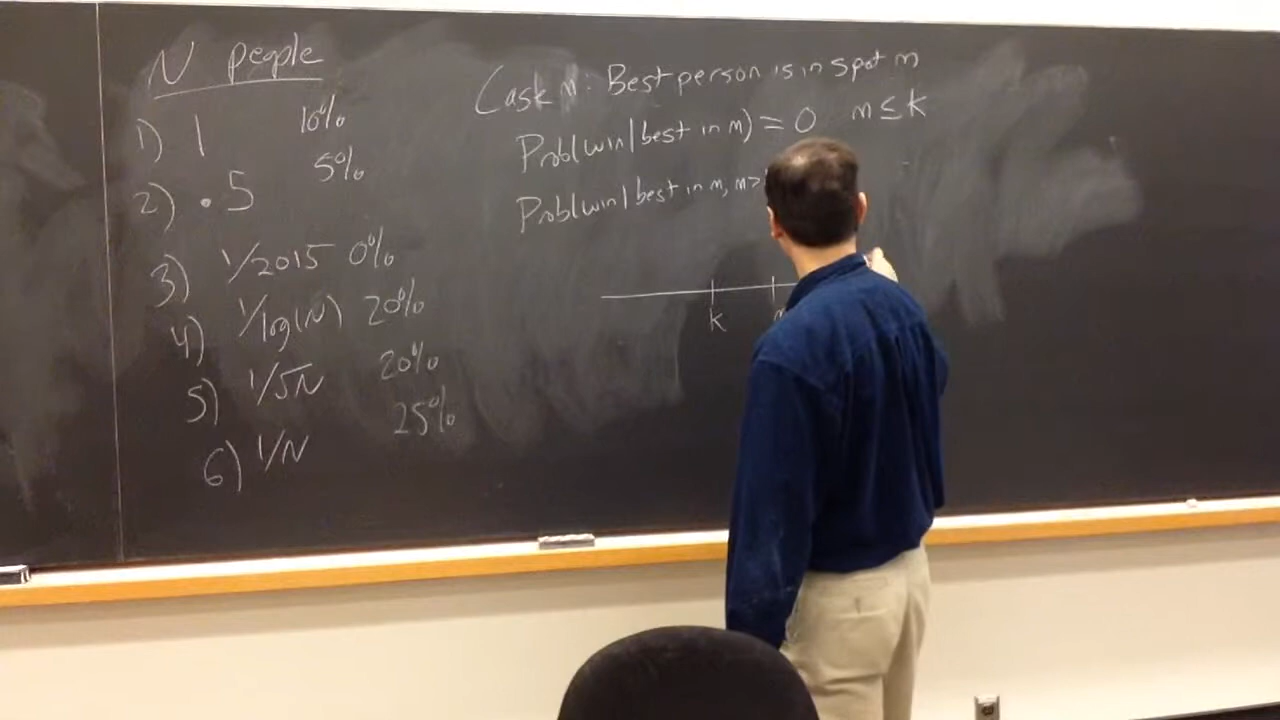 N people
1) 1 10%
2) .5 5%
3) 1/2015 0%
4) 1/log(N) 20%
5) 1/√N 20%
6) 1/N 25%
Case m: Best person is in spot m
Prob(win|best in m) = 0 m ≤ k
Prob(win|best in m, m>
k